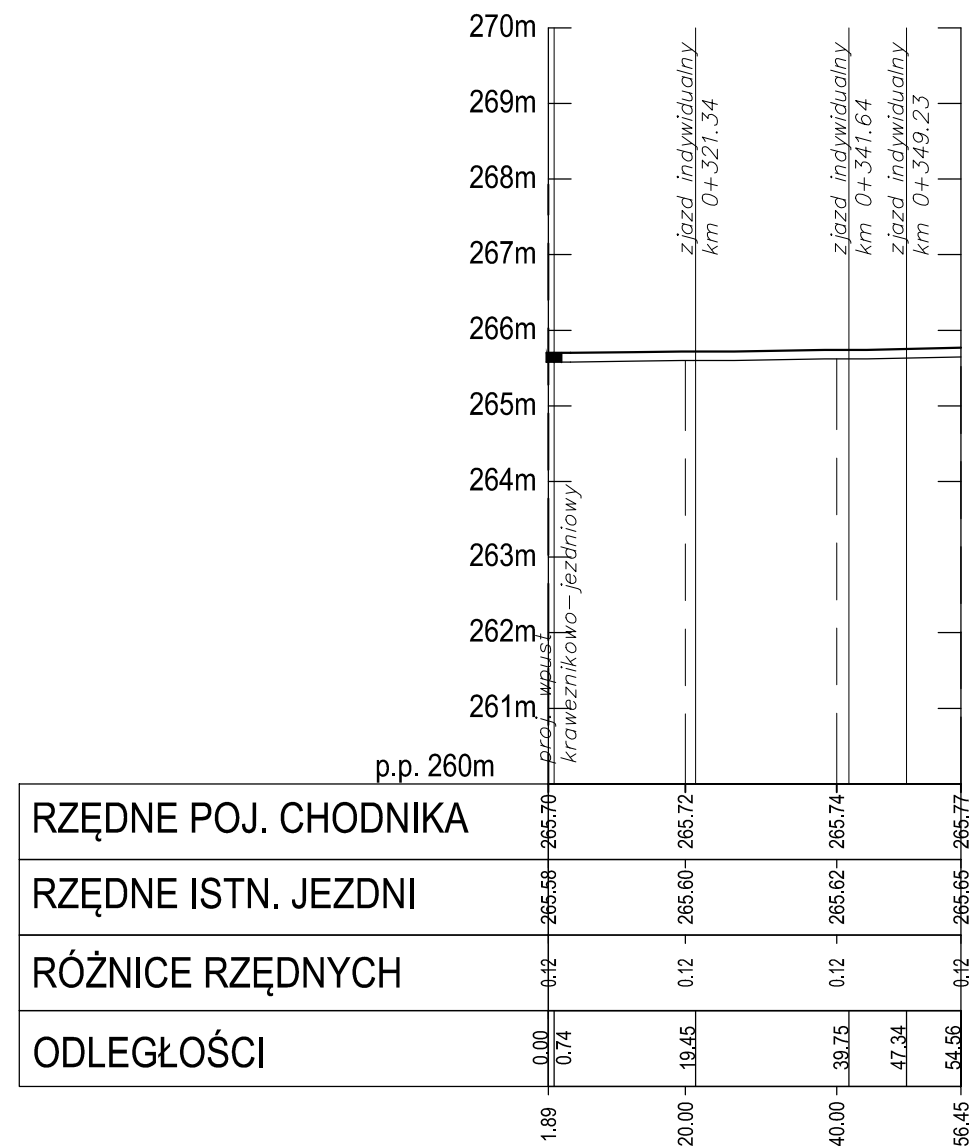 270m
269m
268m
267m
266m
265m
264m
263m
262m
261m
p.p. 260m
zjazd indywidualny
km 0+321.34
zjazd indywidualny
km 0+341.64
zjazd indywidualny
km 0+349.23
proj. wpust
kraweznikowo-jezdniowy
RZĘDNE POJ. CHODNIKA
265.70
265.72
265.74
265.77
RZĘDNE ISTN. JEZDNI
265.58
265.60
265.62
265.65
RÓŻNICE RZĘDNYCH
0.12
0.12
0.12
0.12
ODLEGŁOŚCI
0.00
0.74
19.45
39.75
47.34
54.56
1.89
20.00
40.00
56.45